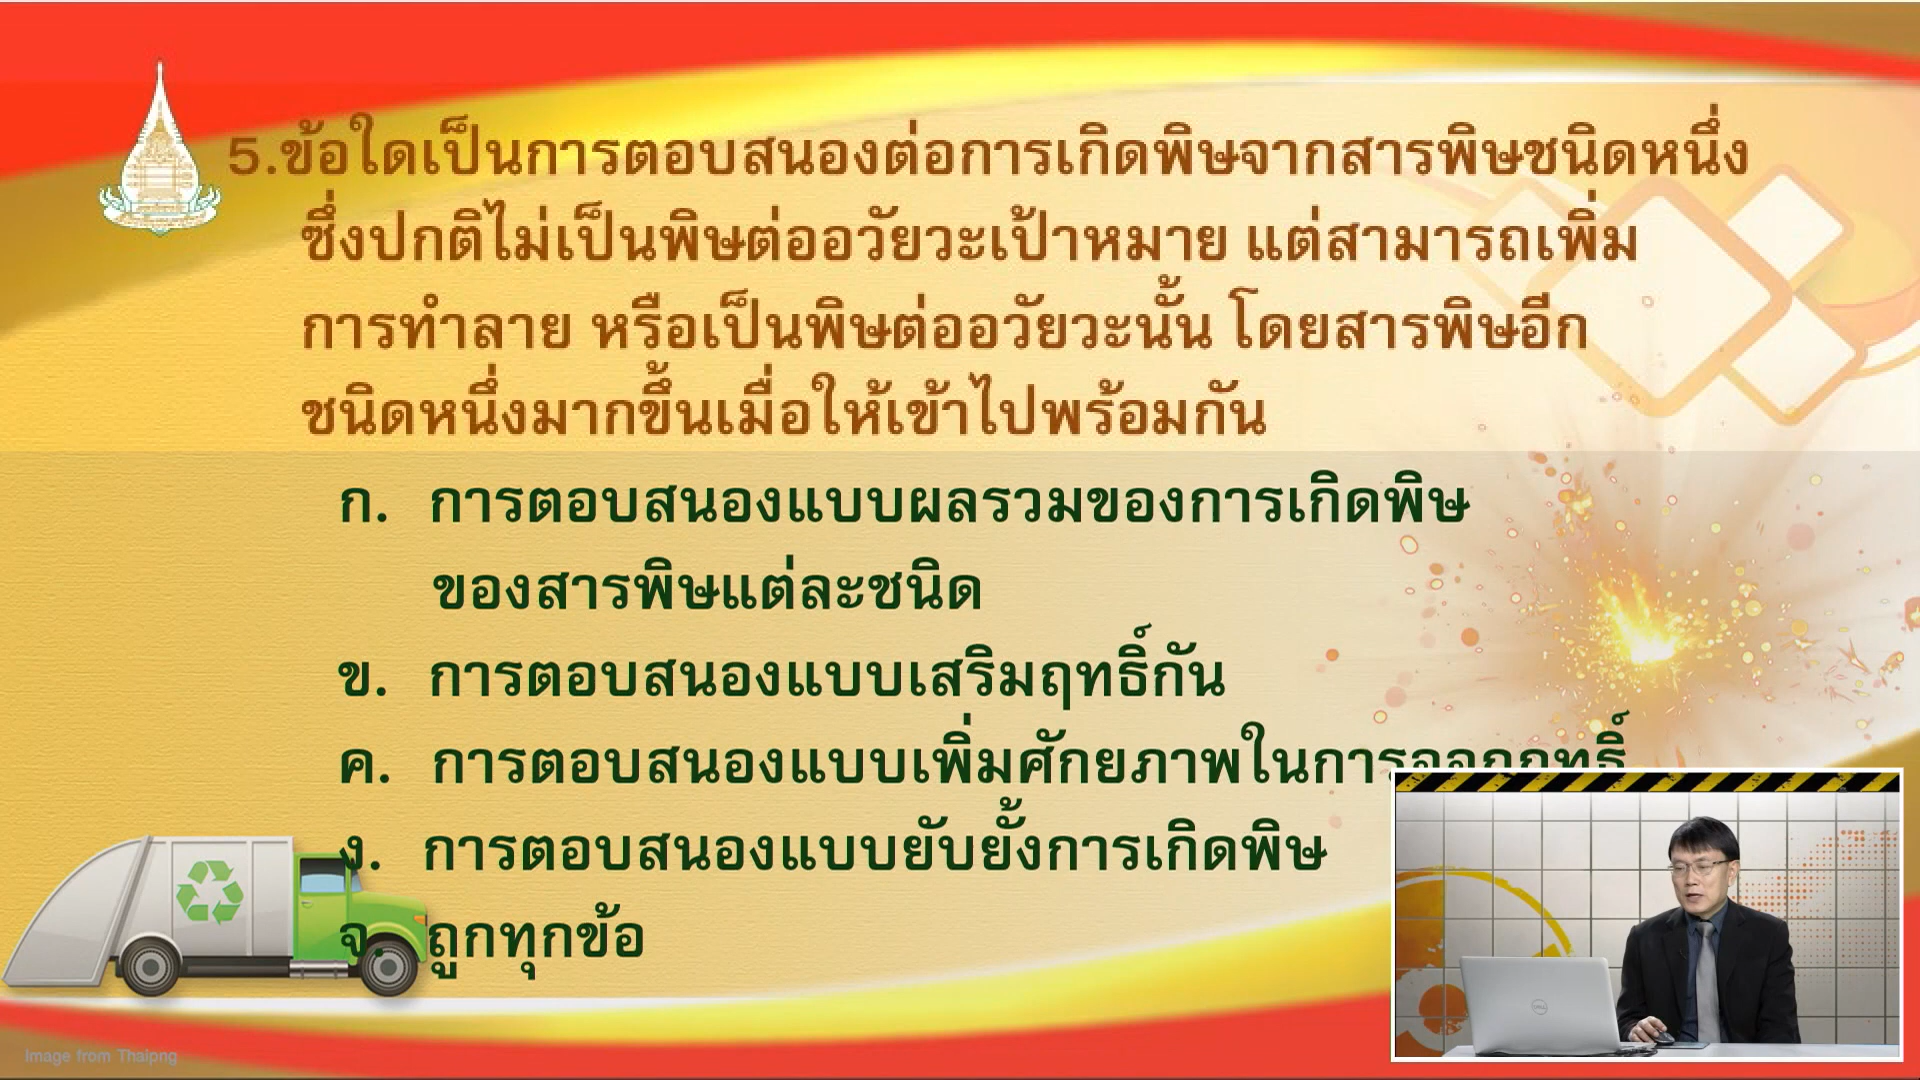 5.ข้อใดเป็นการตอบสนองต่อการเกิดพิษจากสารพิษชนิดหนึ่ง
ซึ่งปกติไม่เป็นพิษต่ออวัยวะเป้าหมาย แต่สามารถเพิ่ม
การทำลาย หรือเป็นพิษต่ออวัยวะนั้น โดยสารพิษอีก
ชนิดหนึ่งมากขึ้นเมื่อให้เข้าไปพร้อมกัน
ก. การตอบสนองแบบผลรวมของการเกิดพิษ
ของสารพิษแต่ละชนิด
ข. การตอบสนองแบบเสริมฤทธิ์กัน
ค. การตอบสนองแบบเพิ่มศักยภาพในการออกฤทธิ์
ง. การตอบสนองแบบยับยั้งการเกิดพิษ
จ. ถูกทุกข้อ
Image from Thaipng
DELL